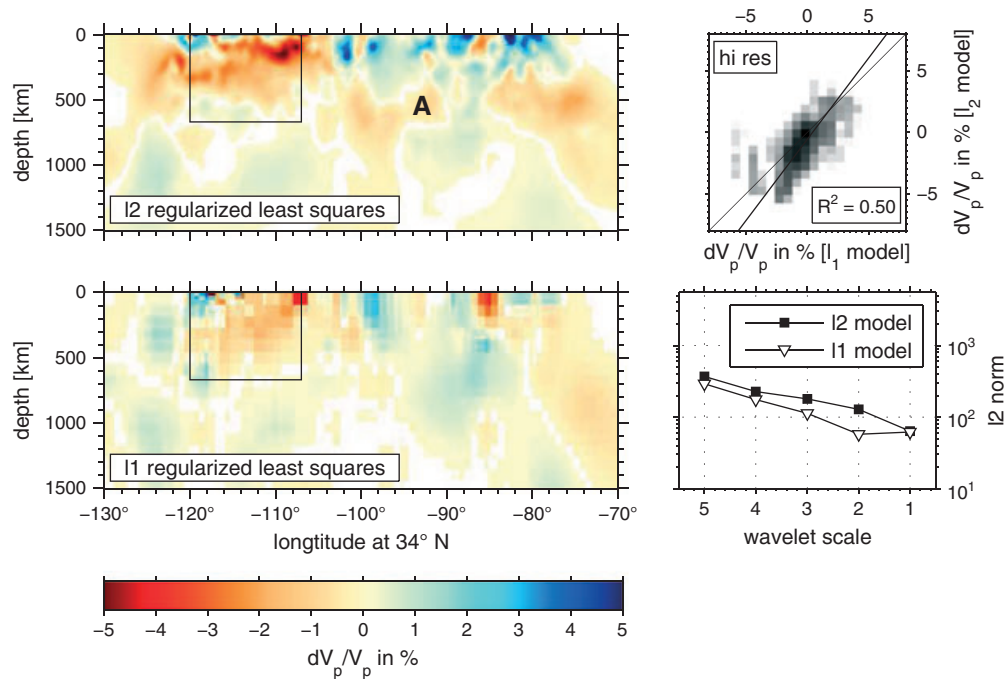 0
500
1000
1500
depth [km]
A
l2 regularized least squares
−5 0 5
hi res
R² = 0.50
5
0
−5
dVp/Vp in % [l2 model]
dVp/Vp in % [l1 model]
0
500
1000
1500
depth [km]
l1 regularized least squares
−130 −120 −110 −100 −90 −80 −70°
longtitude at 34° N
l2 model
l1 model
10³
10²
10¹
l2 norm
5 4 3 2 1
wavelet scale
−5 −4 −3 −2 −1 0 1 2 3 4 5
dVp/Vp in %